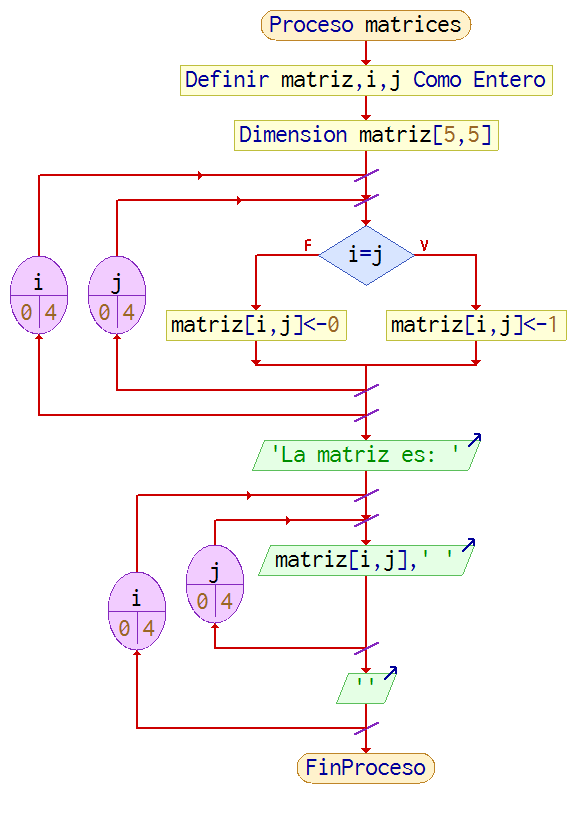 Proceso matrices
Definir matriz,i,j Como Entero
Dimension matriz[5,5]
i
0 4
j
0 4
F
i=j
V
matriz[i,j]<-0
matriz[i,j]<-1
'La matriz es: '
i
0 4
j
0 4
matriz[i,j],' '
''
FinProceso